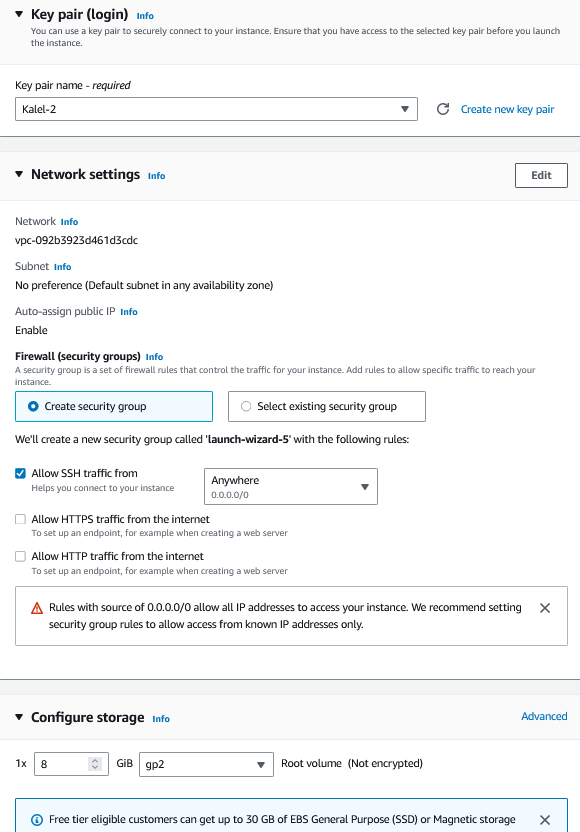 Key pair (login) Info
You can use a key pair to securely connect to your instance. Ensure that you have access to the selected key pair before you launch
the instance.
Key pair name - required
Kalel-2
Create new key pair
Network settings Info
Edit
Network Info
vpc-092b3923d461d3cdc
Subnet Info
No preference (Default subnet in any availability zone)
Auto-assign public IP Info
Enable
Firewall (security groups) Info
A security group is a set of firewall rules that control the traffic for your instance. Add rules to allow specific traffic to reach your
instance.
Create security group
Select existing security group
We'll create a new security group called 'launch-wizard-5' with the following rules:
Allow SSH traffic from
Helps you connect to your instance
Anywhere
0.0.0.0/0
Allow HTTPS traffic from the internet
To set up an endpoint, for example when creating a web server
Allow HTTP traffic from the internet
To set up an endpoint, for example when creating a web server
Rules with source of 0.0.0.0/0 allow all IP addresses to access your instance. We recommend setting
security group rules to allow access from known IP addresses only.
Configure storage Info
Advanced
1x 8 GiB gp2 Root volume (Not encrypted)
Free tier eligible customers can get up to 30 GB of EBS General Purpose (SSD) or Magnetic storage